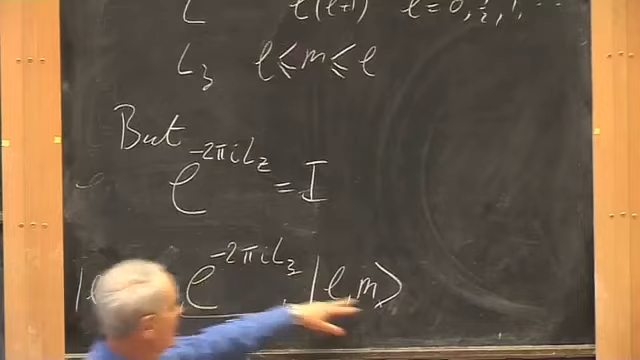 L ℓ(ℓ+1) ℓ=0,½,1,...
L₃ ℓ≤m≤ℓ
But
e^{-2πiL_z} = I
|ℓ e^{-2πiL₃} |ℓ,m⟩